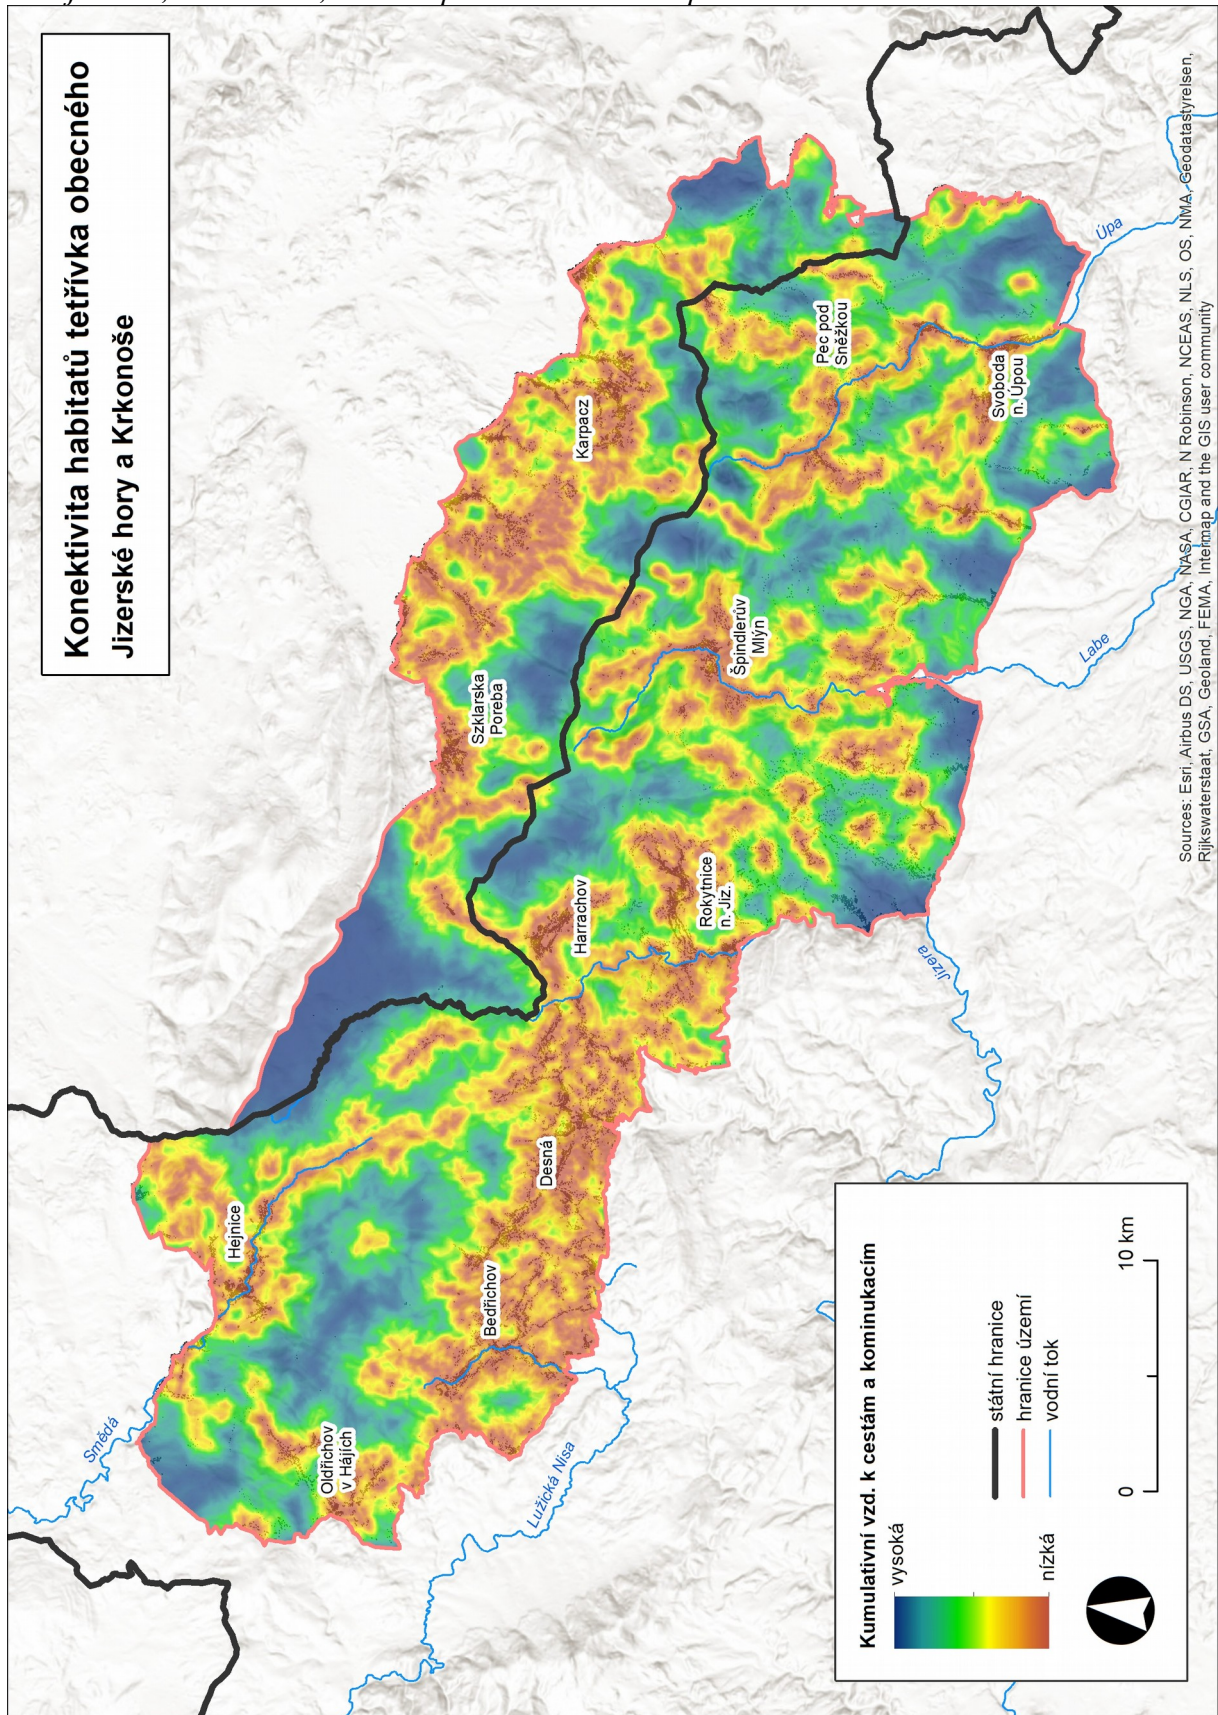 Konektivita habitatů tetřívka obecného
Jizerské hory a Krkonoše
Smědá
Hejnice
Oldřichov
v Hájích
Bedřichov
Desná
Lužická Nisa
Szklarska
Poreba
Karpacz
Harrachov
Rokytnice
n. Jiz.
Špindlerův
Mlýn
Pec pod
Sněžkou
Svoboda
n. Úpou
Jizera
Labe
Úpa
Kumulativní vzd. k cestám a kominukacím
vysoká
nízká
státní hranice
hranice území
vodní tok
0
10 km
Sources: Esri, Airbus DS, USGS, NGA, NASA, CGIAR, N Robinson, NCEAS, NLS, OS, NMA, Geodatastyrelsen,
Rijkswaterstaat, GSA, Geoland, FEMA, Intermap and the GIS user community